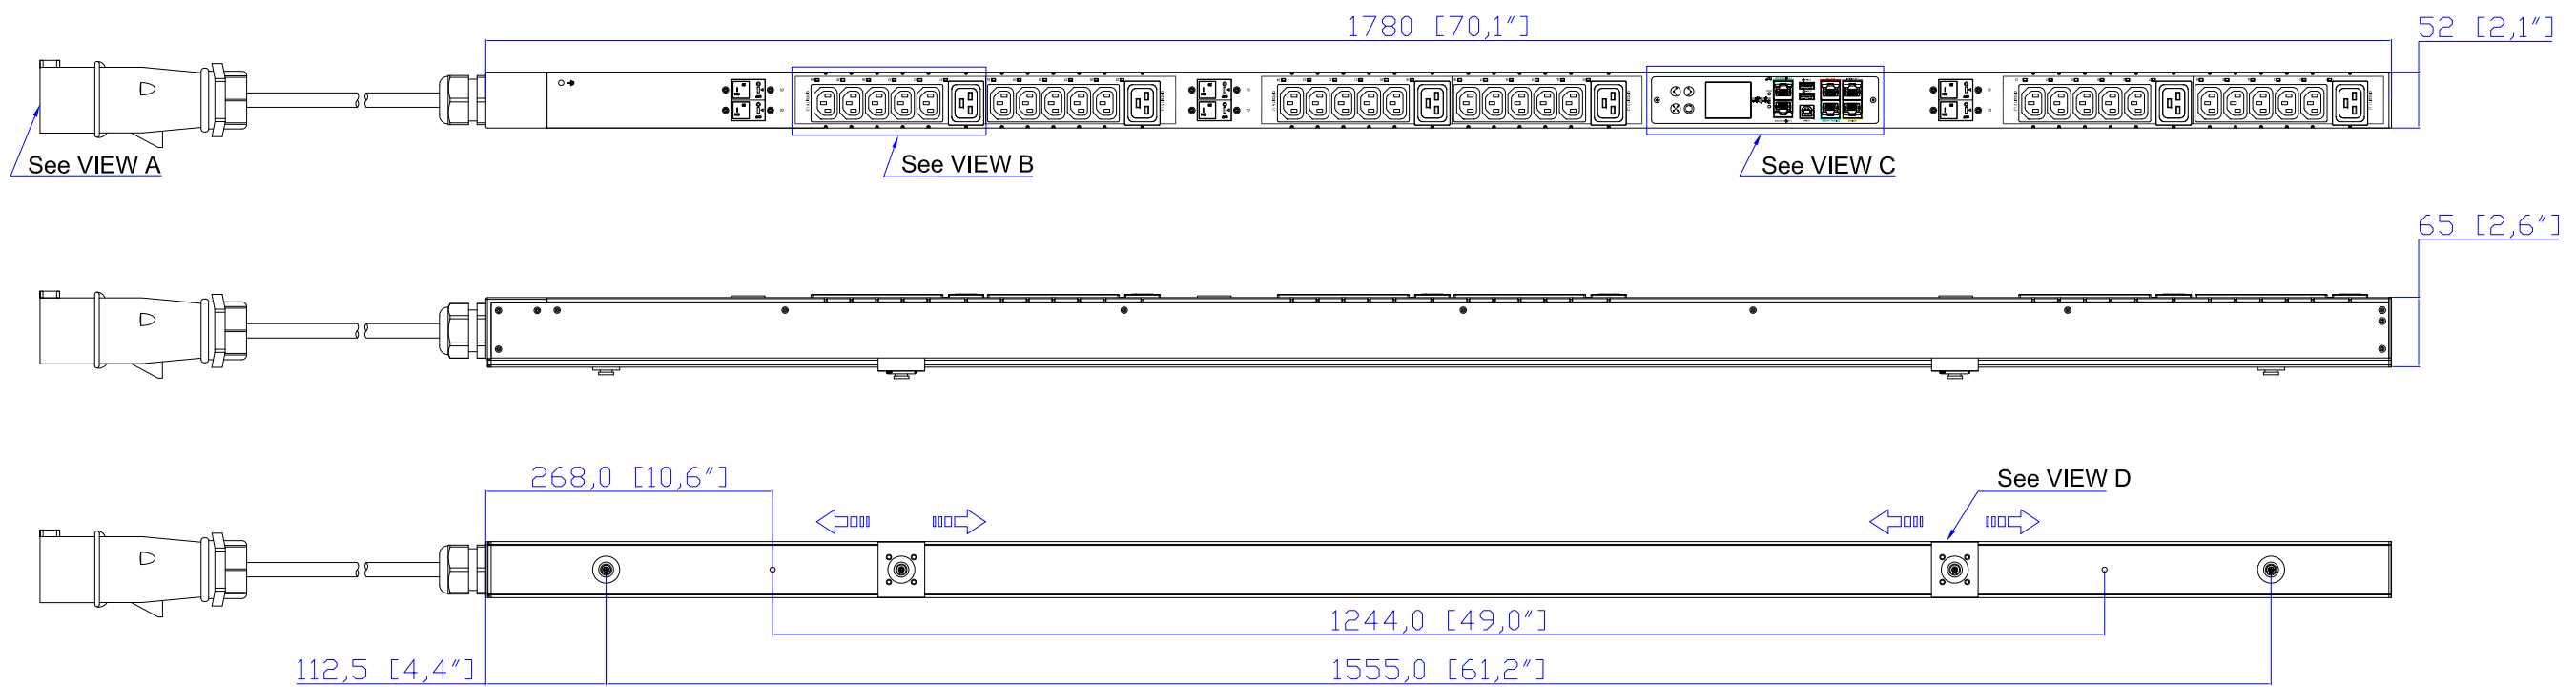 1780 [70,1"]
52 [2,1"]
See VIEW A
See VIEW B
See VIEW C
65 [2,6"]
268,0 [10,6"]
See VIEW D
1244,0 [49,0"]
112,5 [4,4"]
1555,0 [61,2"]